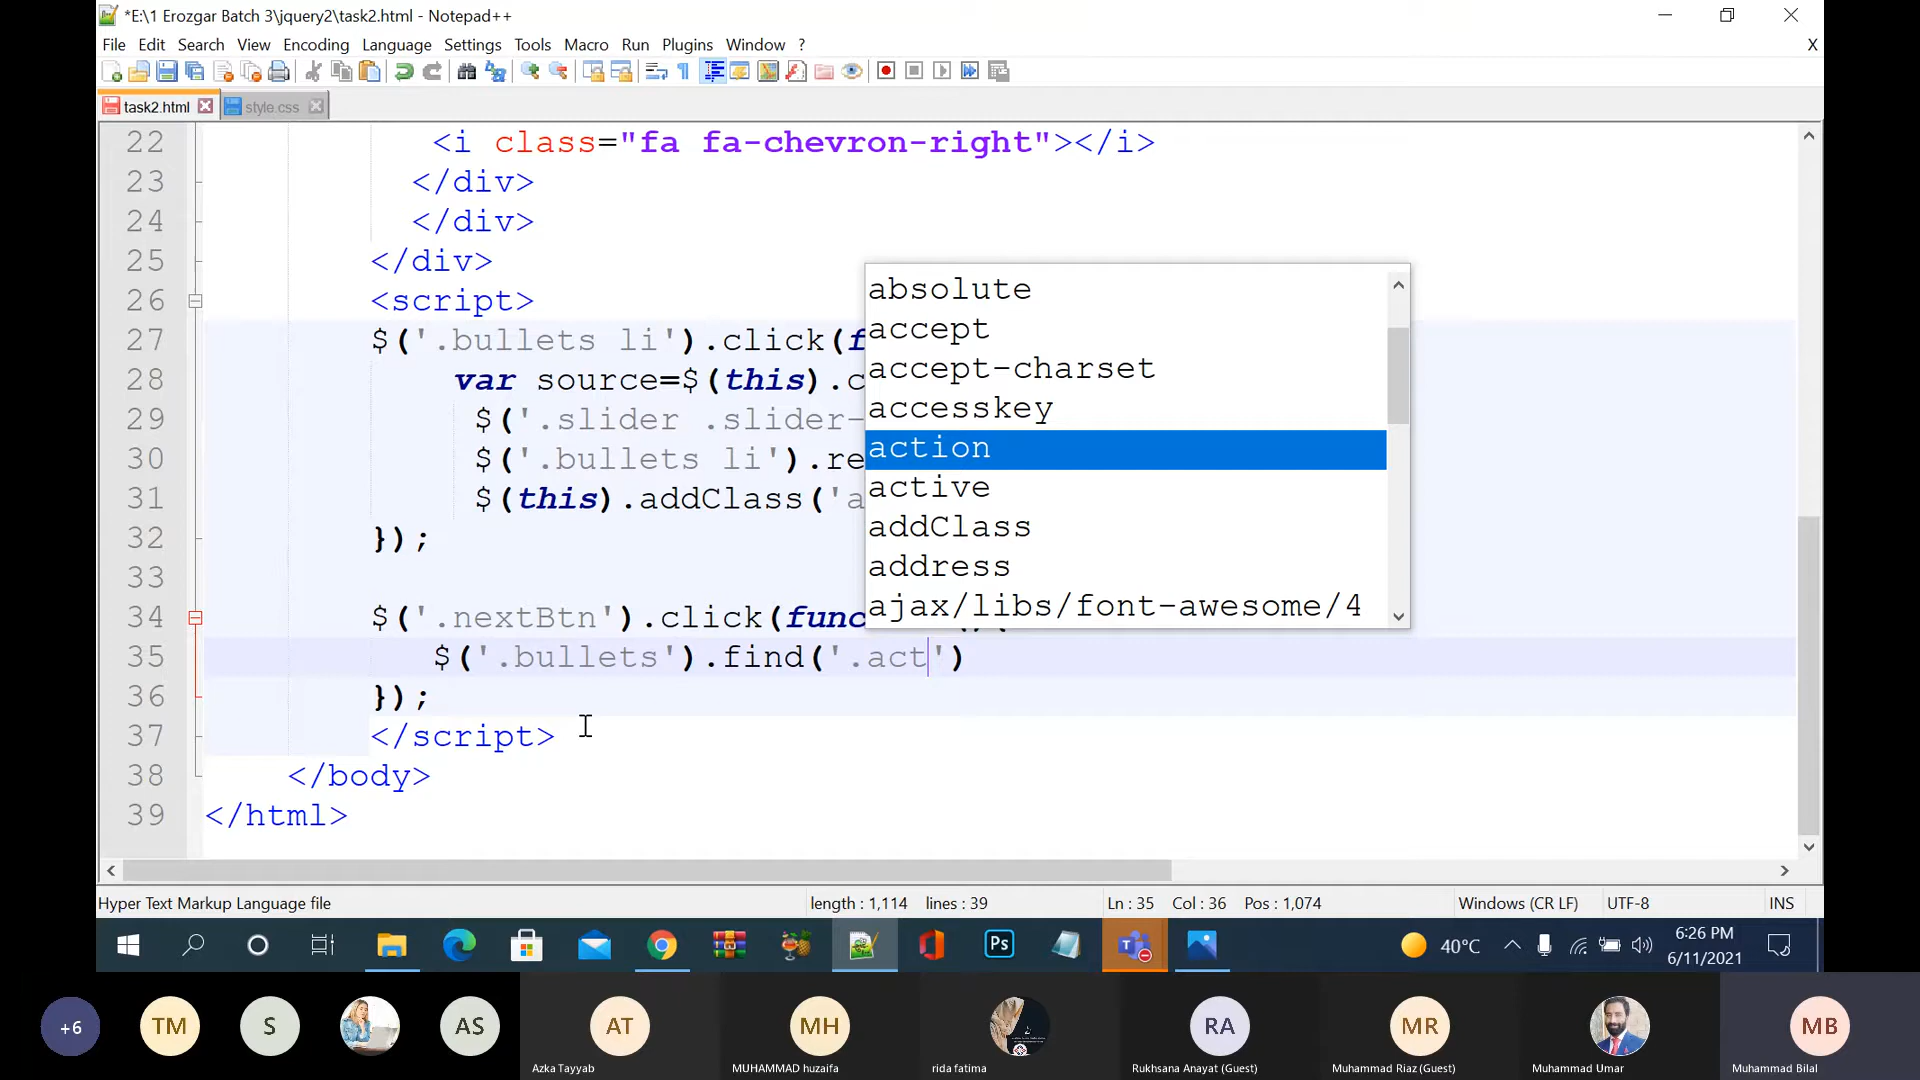 *E:\1 Erozgar Batch 3\jquery2\task2.html - Notepad++
File Edit Search View Encoding Language Settings Tools Macro Run Plugins Window ? X
task2.html style.css
22 <i class="fa fa-chevron-right"></i>
23 </div>
24 </div>
25 </div>
26 <script>
27 $('.bullets li').click(f
28 var source=$(this).c
29 $('.slider .slider-
30 $('.bullets li').re
31 $(this).addClass('a
32 });
33
34 $('.nextBtn').click(func
35 $('.bullets').find('.act')
36 });
37 </script>
38 </body>
39 </html>
absolute
accept
accept-charset
accesskey
action
active
addClass
address
ajax/libs/font-awesome/4
Hyper Text Markup Language file length : 1,114 lines : 39 Ln : 35 Col : 36 Pos : 1,074 Windows (CR LF) UTF-8 INS
Ps 40°C 6:26 PM
6/11/2021
+6 TM S AS AT MH RA MR MB
Azka Tayyab MUHAMMAD huzaifa rida fatima Rukhsana Anayat (Guest) Muhammad Riaz (Guest) Muhammad Umar Muhammad Bilal